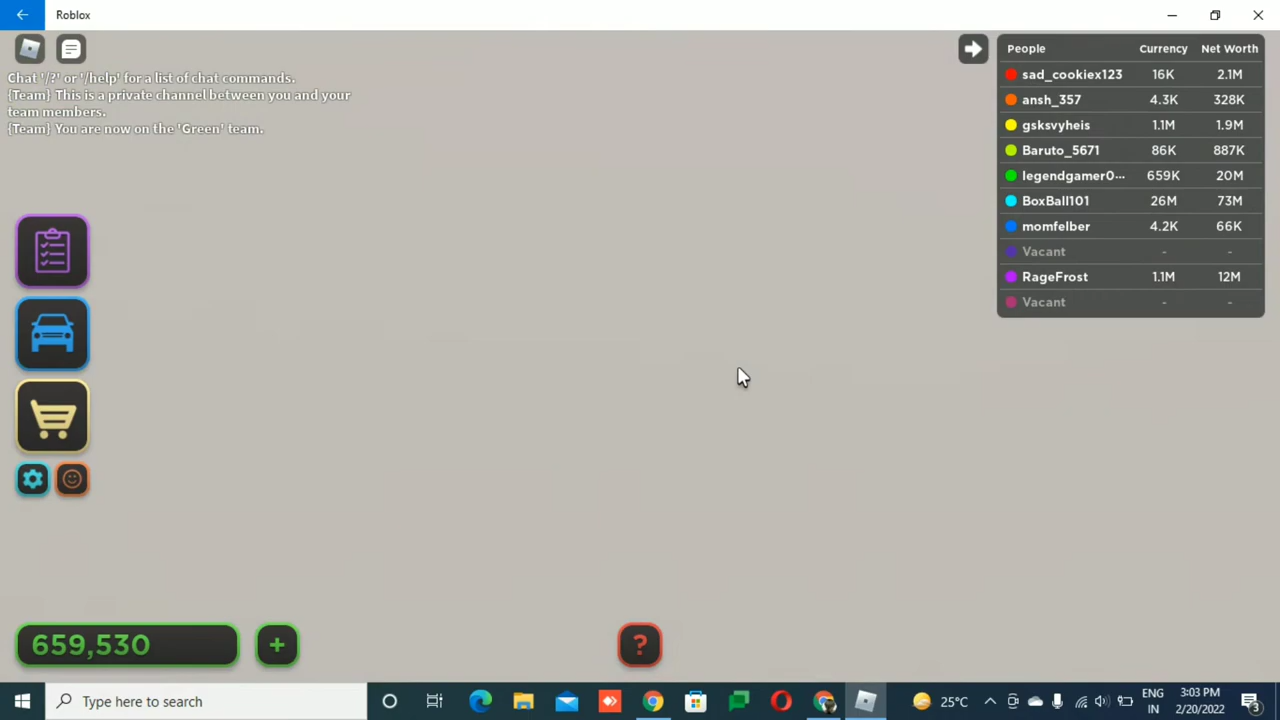 Roblox
Chat '/?' or '/help' for a list of chat commands.
{Team} This is a private channel between you and your
team members.
{Team} You are now on the 'Green' team.
People Currency Net Worth
sad_cookiex123 16K 2.1M
ansh_357 4.3K 328K
gsksvyheis 1.1M 1.9M
Baruto_5671 86K 887K
legendgamer0··· 659K 20M
BoxBall101 26M 73M
momfelber 4.2K 66K
Vacant - -
RageFrost 1.1M 12M
Vacant - -
659,530 +
?
Type here to search
25°C
ENG
IN
3:03 PM
2/20/2022
3